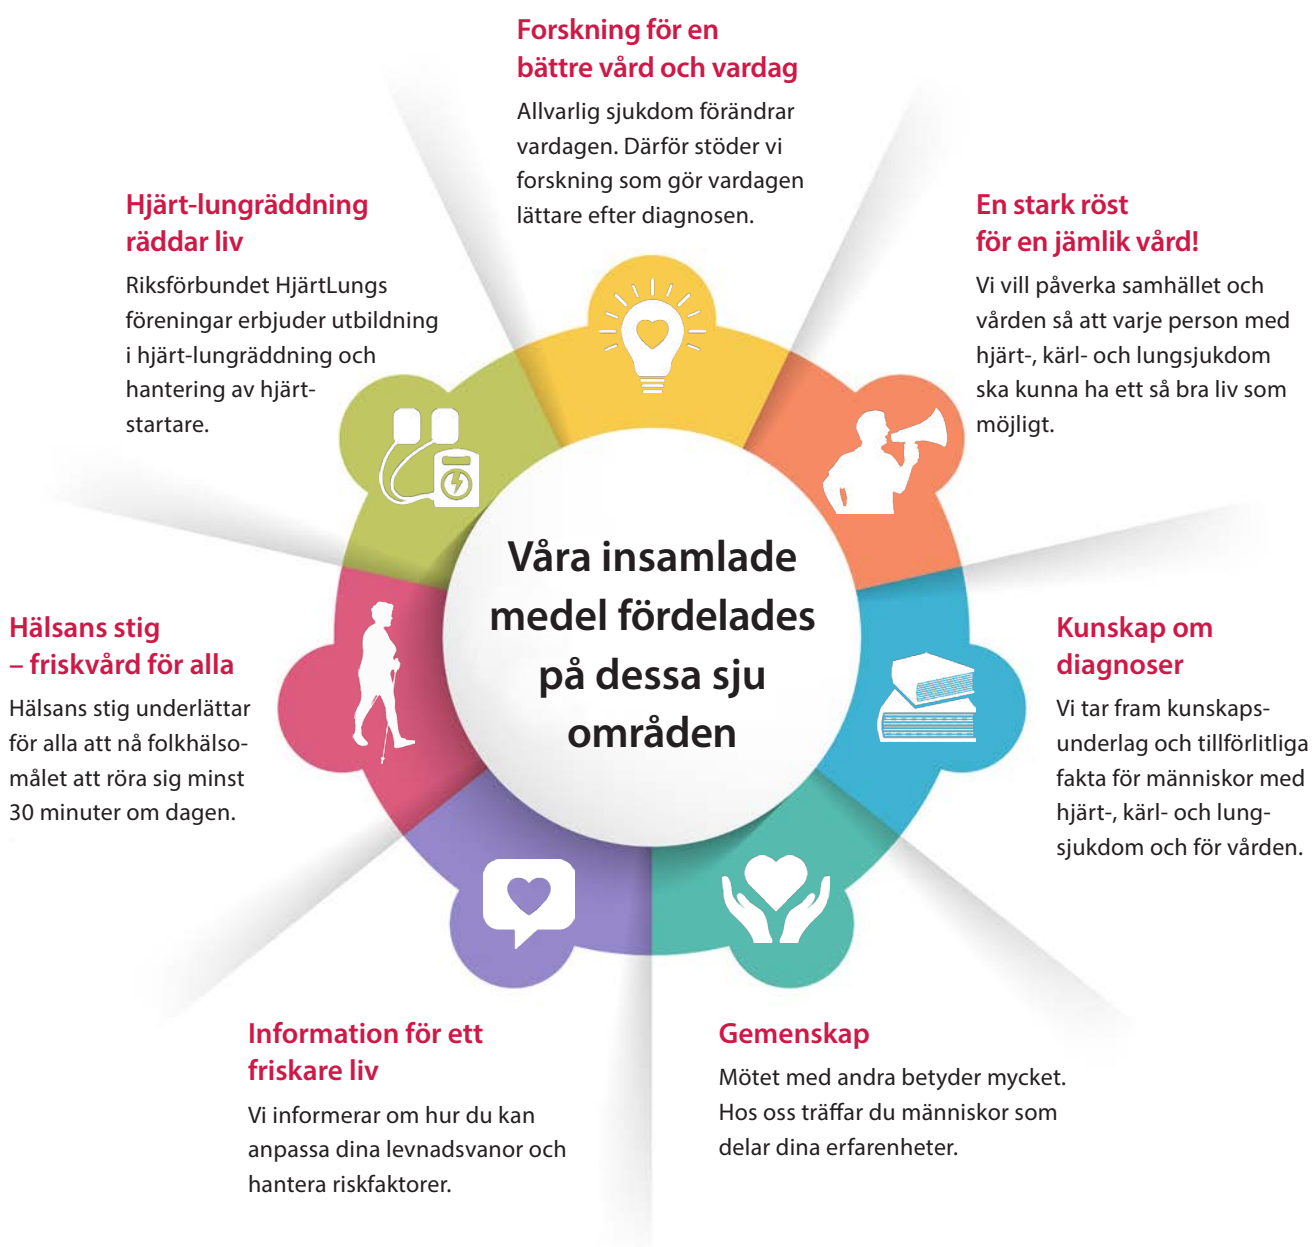 Forskning för en
bättre vård och vardag
Allvarlig sjukdom förändrar
vardagen. Därför stöder vi
forskning som gör vardagen
lättare efter diagnosen.
Hjärt-lungräddning
räddar liv
Riksförbundet HjärtLungs
föreningar erbjuder utbildning
i hjärt-lungräddning och
hantering av hjärt-
startare.
En stark röst
för en jämlik vård!
Vi vill påverka samhället och
vården så att varje person med
hjärt-, kärl- och lungsjukdom
ska kunna ha ett så bra liv som
möjligt.
Våra insamlade
medel fördelades
på dessa sju
områden
Hälsans stig
– friskvård för alla
Hälsans stig underlättar
för alla att nå folkhälso-
målet att röra sig minst
30 minuter om dagen.
Kunskap om
diagnoser
Vi tar fram kunskaps-
underlag och tillförlitliga
fakta för människor med
hjärt-, kärl- och lung-
sjukdom och för vården.
Information för ett
friskare liv
Vi informerar om hur du kan
anpassa dina levnadsvanor och
hantera riskfaktorer.
Gemenskap
Mötet med andra betyder mycket.
Hos oss träffar du människor som
delar dina erfarenheter.